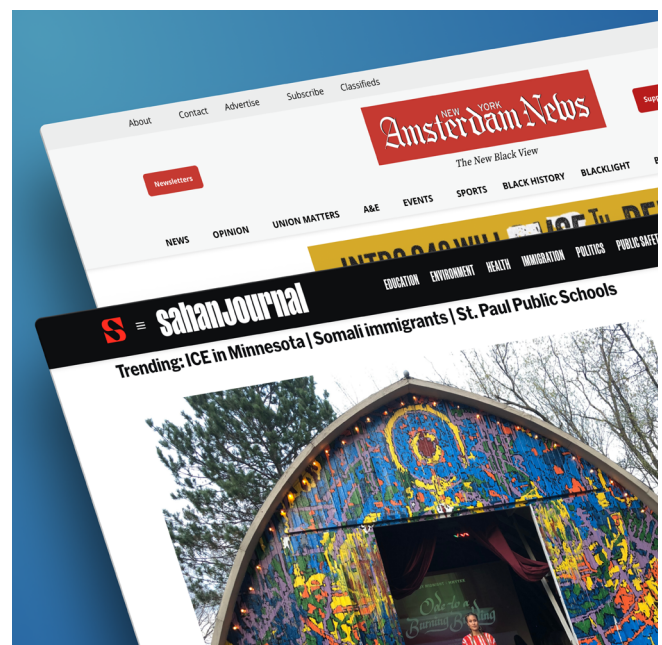 About Contact Advertise Subscribe Classifieds
NEW YORK
Amsterdam News
The New Black View
Newsletters
NEWS OPINION UNION MATTERS A&E EVENTS SPORTS BLACK HISTORY BLACKLIGHT
S ≡ sahan JOURNAL
EDUCATION ENVIRONMENT HEALTH IMMIGRATION POLITICS PUBLIC SAFETY
Trending: ICE in Minnesota | Somali immigrants | St. Paul Public Schools
Ode to a
Burning Building